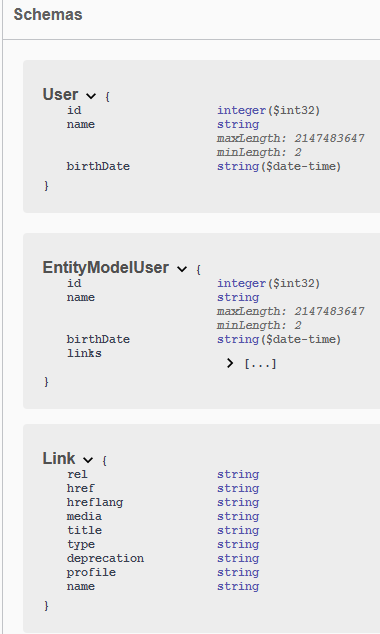 Schemas
User {
id integer($int32)
name string
maxLength: 2147483647
minLength: 2
birthDate string($date-time)
}
EntityModelUser {
id integer($int32)
name string
maxLength: 2147483647
minLength: 2
birthDate string($date-time)
links
[...]
}
Link {
rel string
href string
hreflang string
media string
title string
type string
deprecation string
profile string
name string
}